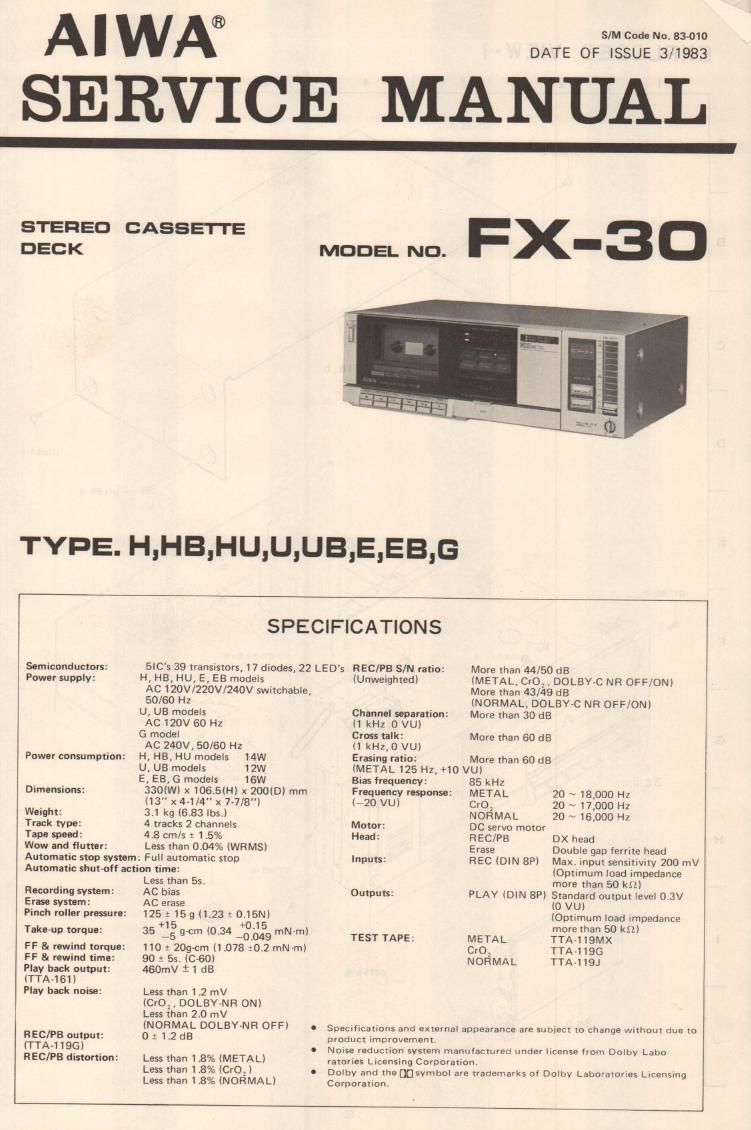 AIWA®
S/M Code No. 83-010
DATE OF ISSUE 3/1983
SERVICE MANUAL
STEREO CASSETTE
DECK
MODEL NO. FX-30
AIWA
TYPE. H,HB,HU,U,UB,E,EB,G
SPECIFICATIONS
Semiconductors: 5IC's 39 transistors, 17 diodes, 22 LED's
Power supply: H, HB, HU, E, EB models
AC 120V/220V/240V switchable,
50/60 Hz
U, UB models
AC 120V 60 Hz
G model
AC 240V, 50/60 Hz
Power consumption: H, HB, HU models 14W
U, UB models 12W
E, EB, G models 16W
Dimensions: 330(W) x 106.5(H) x 200(D) mm
(13'' x 4-1/4'' x 7-7/8'')
Weight: 3.1 kg (6.83 lbs.)
Track type: 4 tracks 2 channels
Tape speed: 4.8 cm/s ± 1.5%
Wow and flutter: Less than 0.04% (WRMS)
Automatic stop system: Full automatic stop
Automatic shut-off action time:
Less than 5s.
Recording system: AC bias
Erase system: AC erase
Pinch roller pressure: 125 ± 15 g (1.23 ± 0.15N)
Take-up torque: 35 +15 −5 g-cm (0.34 +0.15 −0.049 mN·m)
FF & rewind torque: 110 ± 20g-cm (1.078 ±0.2 mN·m)
FF & rewind time: 90 ± 5s. (C-60)
Play back output: 460mV ± 1 dB
(TTA-161)
Play back noise: Less than 1.2 mV
(CrO₂, DOLBY-NR ON)
Less than 2.0 mV
(NORMAL DOLBY-NR OFF)
REC/PB output: 0 ± 1.2 dB
(TTA-119G)
REC/PB distortion: Less than 1.8% (METAL)
Less than 1.8% (CrO₂)
Less than 1.8% (NORMAL)
REC/PB S/N ratio: More than 44/50 dB
(Unweighted) (METAL, CrO₂, DOLBY-C NR OFF/ON)
More than 43/49 dB
(NORMAL, DOLBY-C NR OFF/ON)
Channel separation: More than 30 dB
(1 kHz 0 VU)
Cross talk: More than 60 dB
(1 kHz, 0 VU)
Erasing ratio: More than 60 dB
(METAL 125 Hz, +10 VU)
Bias frequency: 85 kHz
Frequency response: METAL 20 ~ 18,000 Hz
(−20 VU) CrO₂ 20 ~ 17,000 Hz
NORMAL 20 ~ 16,000 Hz
Motor: DC servo motor
Head: REC/PB DX head
Erase Double gap ferrite head
Inputs: REC (DIN 8P) Max. input sensitivity 200 mV
(Optimum load impedance
more than 50 kΩ)
Outputs: PLAY (DIN 8P) Standard output level 0.3V
(0 VU)
(Optimum load impedance
more than 50 kΩ)
TEST TAPE: METAL TTA-119MX
CrO₂ TTA-119G
NORMAL TTA-119J
● Specifications and external appearance are subject to change without due to
product improvement.
● Noise reduction system manufactured under license from Dolby Labo-
ratories Licensing Corporation.
● Dolby and the symbol are trademarks of Dolby Laboratories Licensing
Corporation.